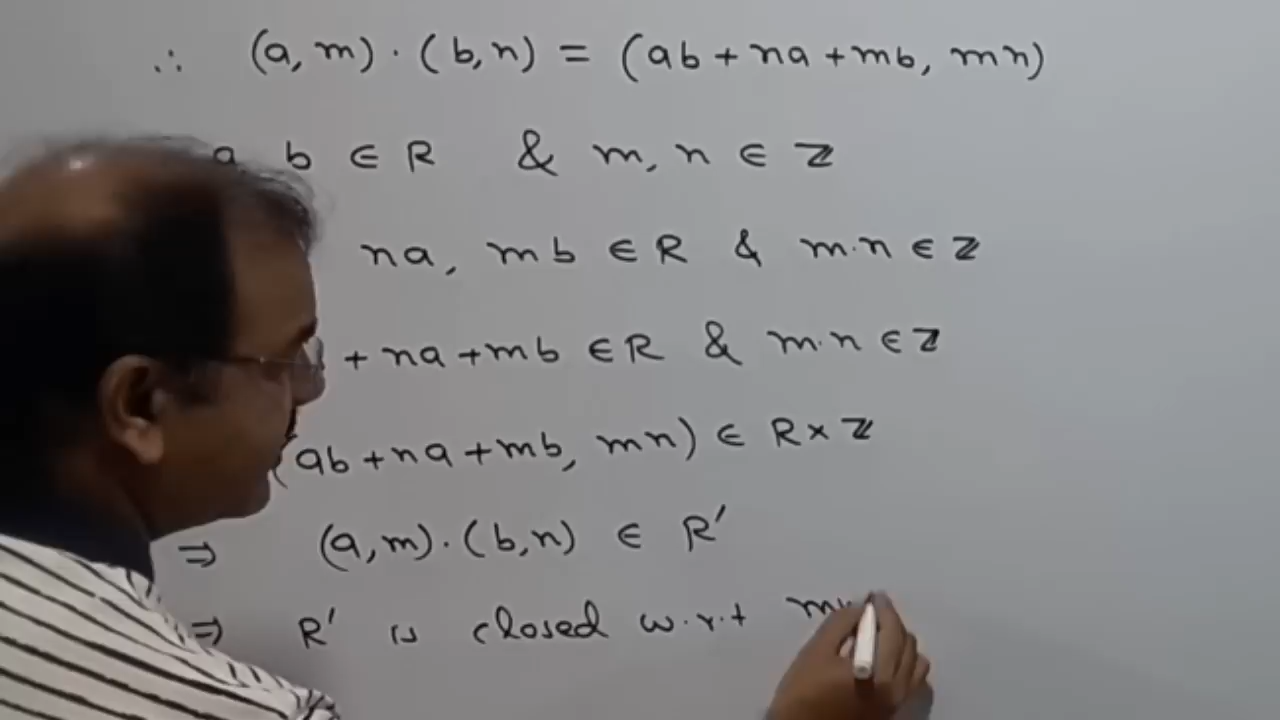 ∴ (a, m) · (b, n) = (ab + na + mb, mn)
a b ∈ R & m, n ∈ ℤ
na, mb ∈ R & m·n ∈ ℤ
+ na + mb ∈ R & m·n ∈ ℤ
(ab + na + mb, mn) ∈ R × ℤ
⇒ (a, m) · (b, n) ∈ R'
⇒ R' is closed w.r.t